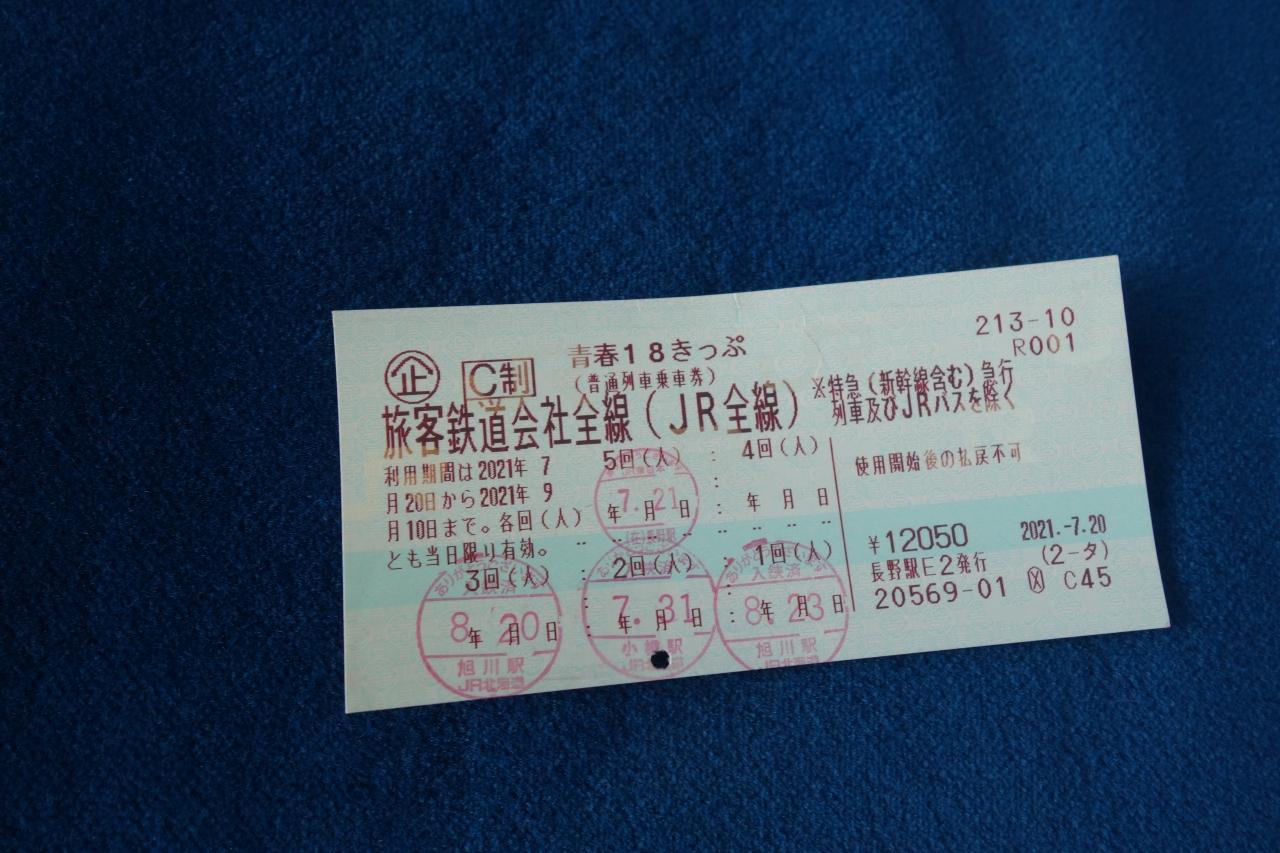 213-10
R001
企 C制 青春18きっぷ
(普通列車乗車券)
旅客鉄道会社全線(JR全線)
※特急(新幹線含む)急行
列車及びJRバスを除く
利用期間は2021年 7
月20日から2021年 9
月10日まで。各回(人)
とも当日限り有効。
5回(人) : 4回(人)
7.21
年 月 日 : 年 月 日
3回(人) : 2回(人) : 1回(人)
入鉄済
8.20
年 月 日
旭川駅
JR北海道
7.31
年 月 日
入鉄済
8.23
年 月 日
旭川駅
使用開始後の払戻不可
¥12050 2021.-7.20
長野駅E2発行 (2-タ)
20569-01 X C45